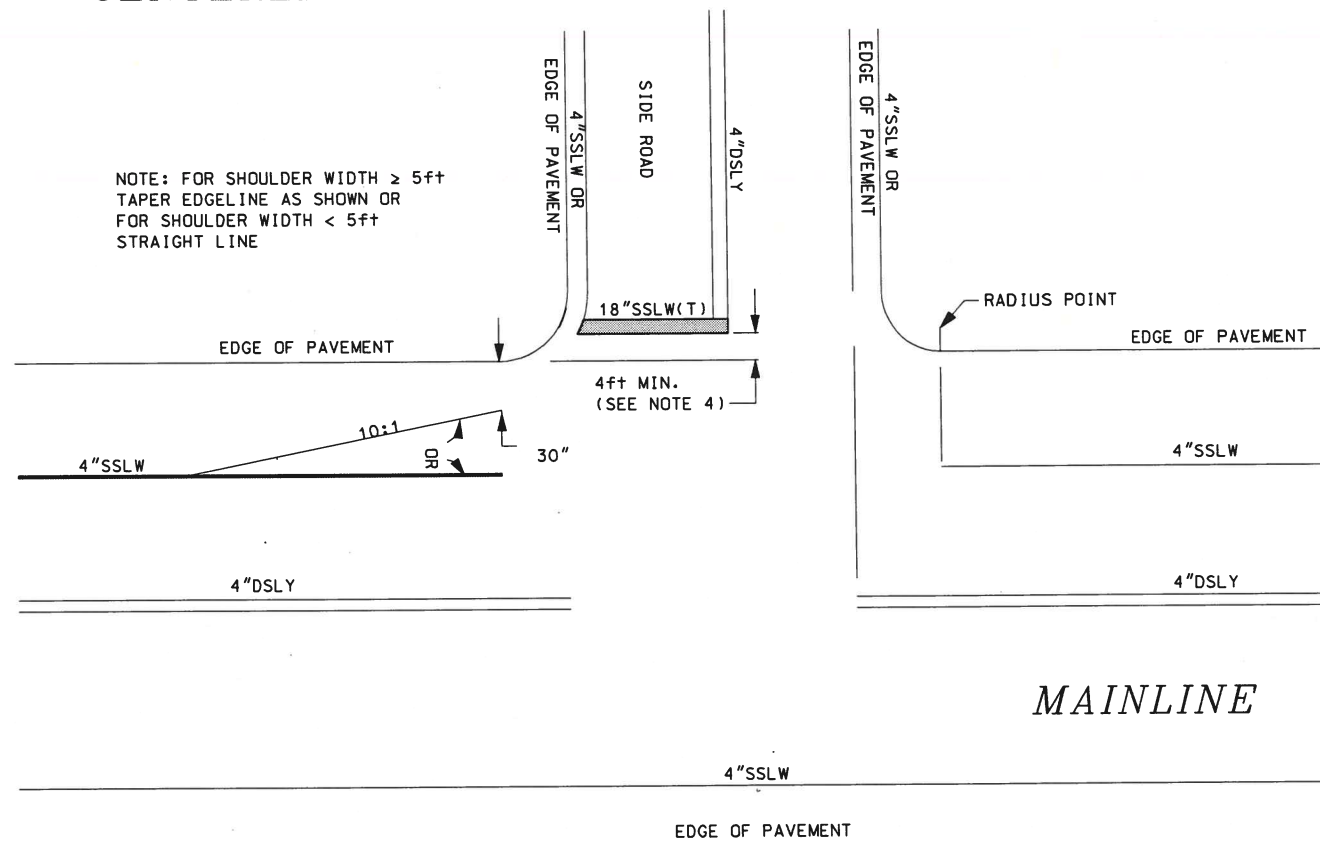 EDGE OF PAVEMENT
4"SSLW OR
SIDE ROAD
4"DSLY
EDGE OF PAVEMENT
4"SSLW OR
NOTE: FOR SHOULDER WIDTH ≥ 5ft
TAPER EDGELINE AS SHOWN OR
FOR SHOULDER WIDTH < 5ft
STRAIGHT LINE
18"SSLW(T)
RADIUS POINT
EDGE OF PAVEMENT
EDGE OF PAVEMENT
4ft MIN.
(SEE NOTE 4)
10:1
OR
30"
4"SSLW
4"SSLW
4"DSLY
4"DSLY
MAINLINE
4"SSLW
EDGE OF PAVEMENT